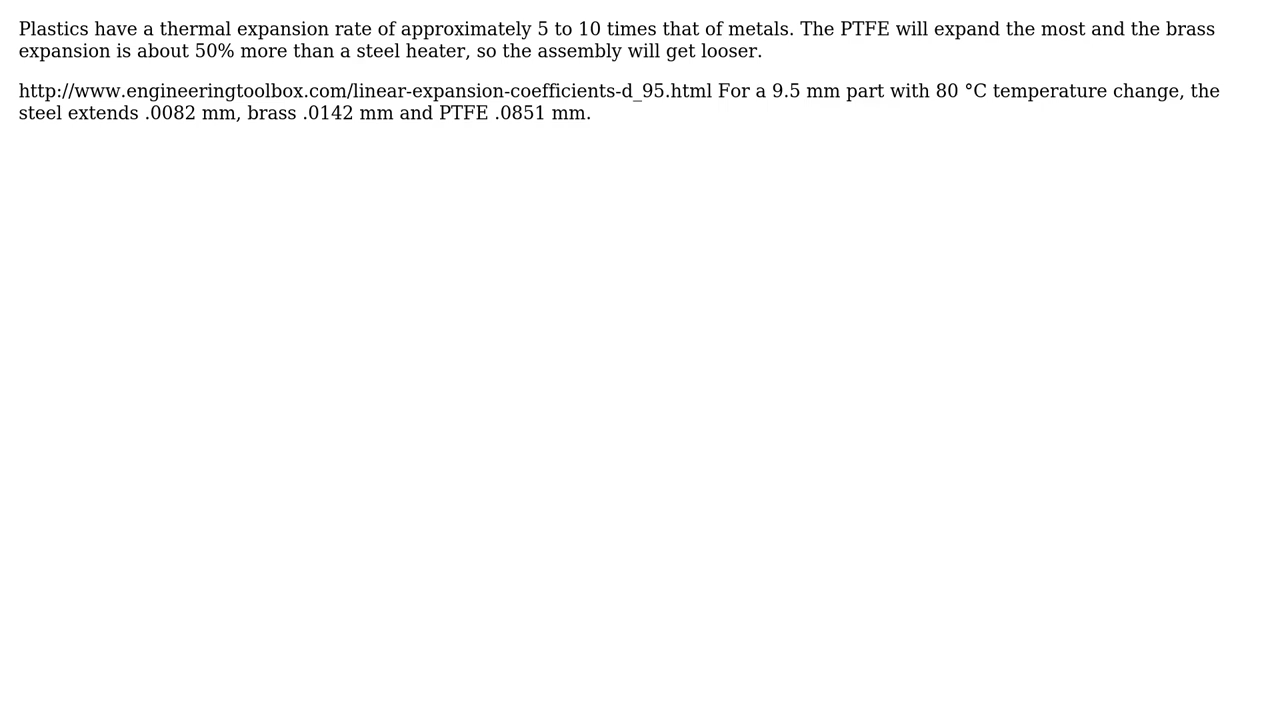 Plastics have a thermal expansion rate of approximately 5 to 10 times that of metals. The PTFE will expand the most and the brass
expansion is about 50% more than a steel heater, so the assembly will get looser.
http://www.engineeringtoolbox.com/linear-expansion-coefficients-d_95.html For a 9.5 mm part with 80 °C temperature change, the
steel extends .0082 mm, brass .0142 mm and PTFE .0851 mm.